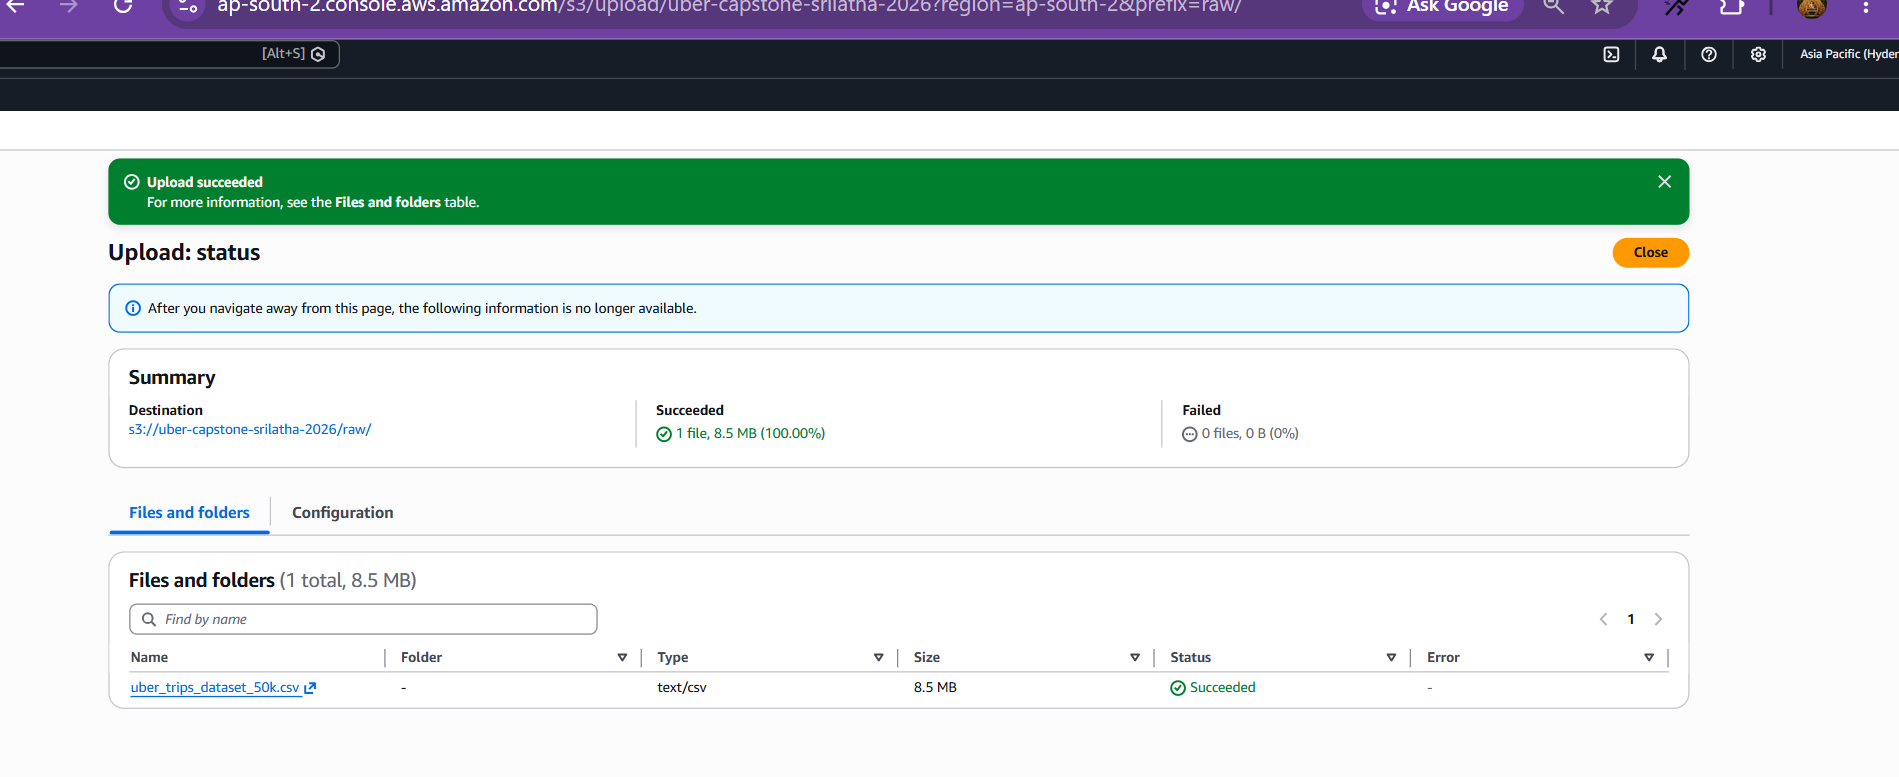 ap-south-2.console.aws.amazon.com/s3/upload/uber-capstone-srilatha-2026?region=ap-south-2&prefix=raw/
Ask Google
[Alt+S]
Asia Pacific (Hyder
Upload succeeded
For more information, see the Files and folders table.
Upload: status
Close
After you navigate away from this page, the following information is no longer available.
Summary
Destination
s3://uber-capstone-srilatha-2026/raw/
Succeeded
1 file, 8.5 MB (100.00%)
Failed
0 files, 0 B (0%)
Files and folders
Configuration
Files and folders (1 total, 8.5 MB)
Find by name
1
Name Folder Type Size Status Error
uber_trips_dataset_50k.csv - text/csv 8.5 MB Succeeded -